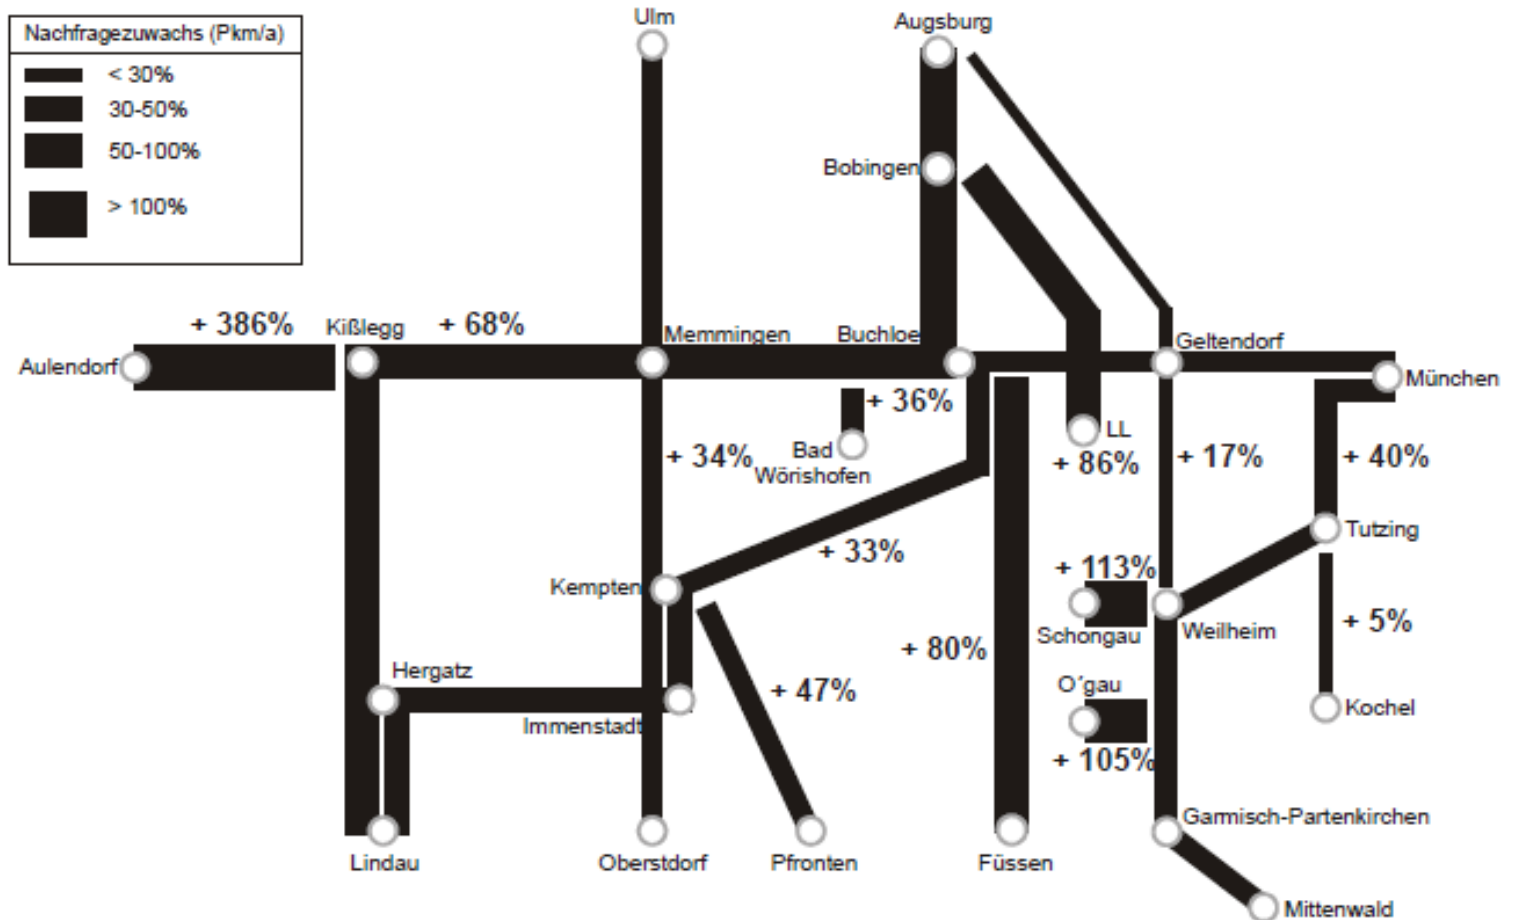 Ulm
Augsburg
Nachfragezuwachs (Pkm/a)
< 30%
30-50%
50-100%
> 100%
Bobingen
+ 386%
Kißlegg
+ 68%
Memmingen
Buchloe
Geltendorf
Aulendorf
München
+ 36%
LL
Bad
Wörishofen
+ 34%
+ 86%
+ 17%
+ 40%
Tutzing
+ 33%
+ 113%
Kempten
Schongau
Weilheim
+ 5%
+ 80%
Hergatz
O´gau
+ 47%
Kochel
Immenstadt
+ 105%
Garmisch-Partenkirchen
Lindau
Oberstdorf
Pfronten
Füssen
Mittenwald